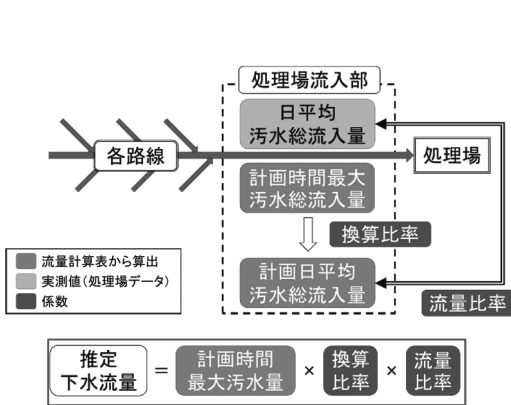 処理場流入部
日平均
汚水総流入量
各路線
処理場
計画時間最大
汚水総流入量
換算比率
計画日平均
汚水総流入量
流量比率
流量計算表から算出
実測値(処理場データ)
係数
推定
下水流量
=
計画時間
最大汚水量
×
換算
比率
×
流量
比率